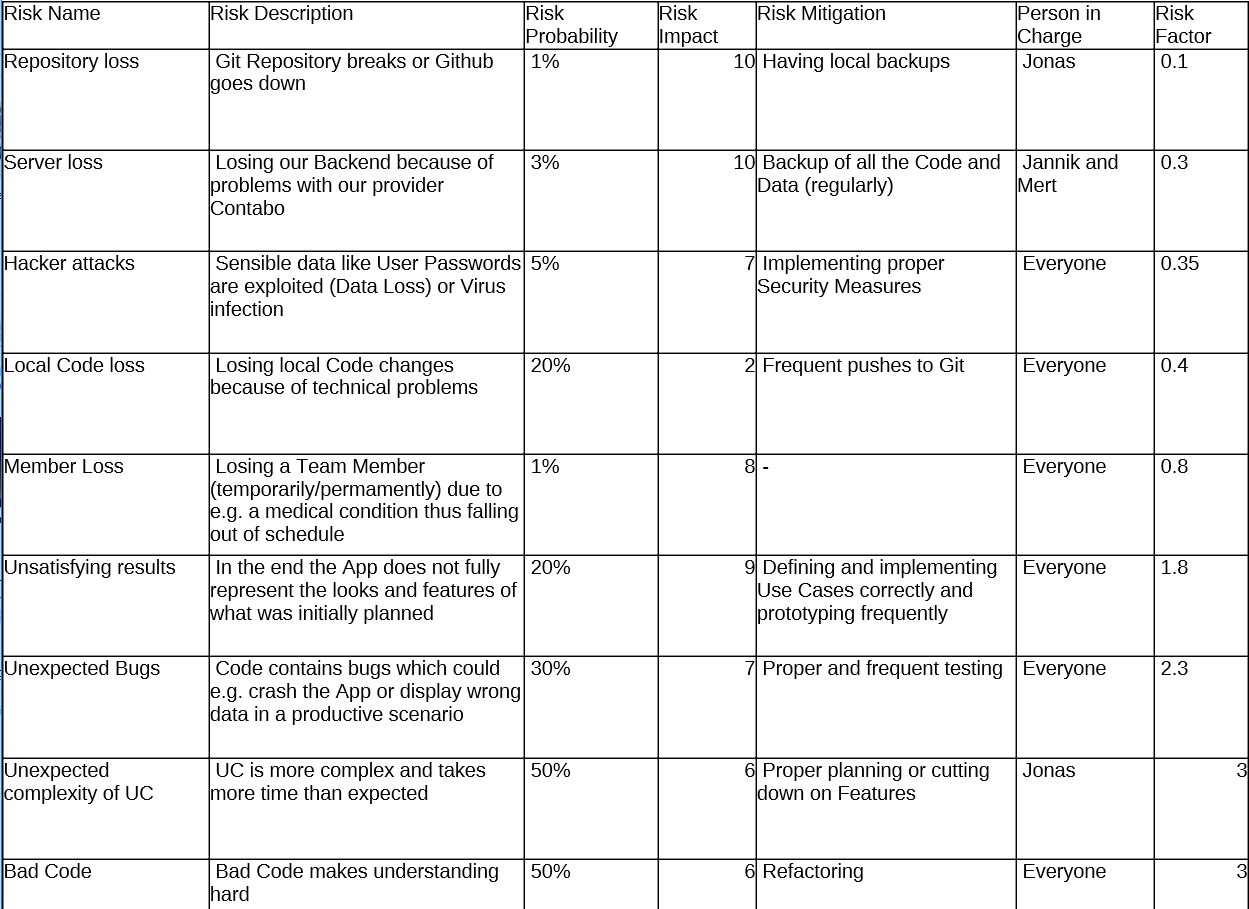 Risk Name Risk Description Risk Risk Risk Mitigation Person in Risk
Probability Impact Charge Factor
Repository loss Git Repository breaks or Github 1% 10 Having local backups Jonas 0.1
goes down
Server loss Losing our Backend because of 3% 10 Backup of all the Code and Jannik and 0.3
problems with our provider Data (regularly) Mert
Contabo
Hacker attacks Sensible data like User Passwords 5% 7 Implementing proper Everyone 0.35
are exploited (Data Loss) or Virus Security Measures
infection
Local Code loss Losing local Code changes 20% 2 Frequent pushes to Git Everyone 0.4
because of technical problems
Member Loss Losing a Team Member 1% 8 - Everyone 0.8
(temporarily/permamently) due to
e.g. a medical condition thus falling
out of schedule
Unsatisfying results In the end the App does not fully 20% 9 Defining and implementing Everyone 1.8
represent the looks and features of Use Cases correctly and
what was initially planned prototyping frequently
Unexpected Bugs Code contains bugs which could 30% 7 Proper and frequent testing Everyone 2.3
e.g. crash the App or display wrong
data in a productive scenario
Unexpected UC is more complex and takes 50% 6 Proper planning or cutting Jonas 3
complexity of UC more time than expected down on Features
Bad Code Bad Code makes understanding 50% 6 Refactoring Everyone 3
hard